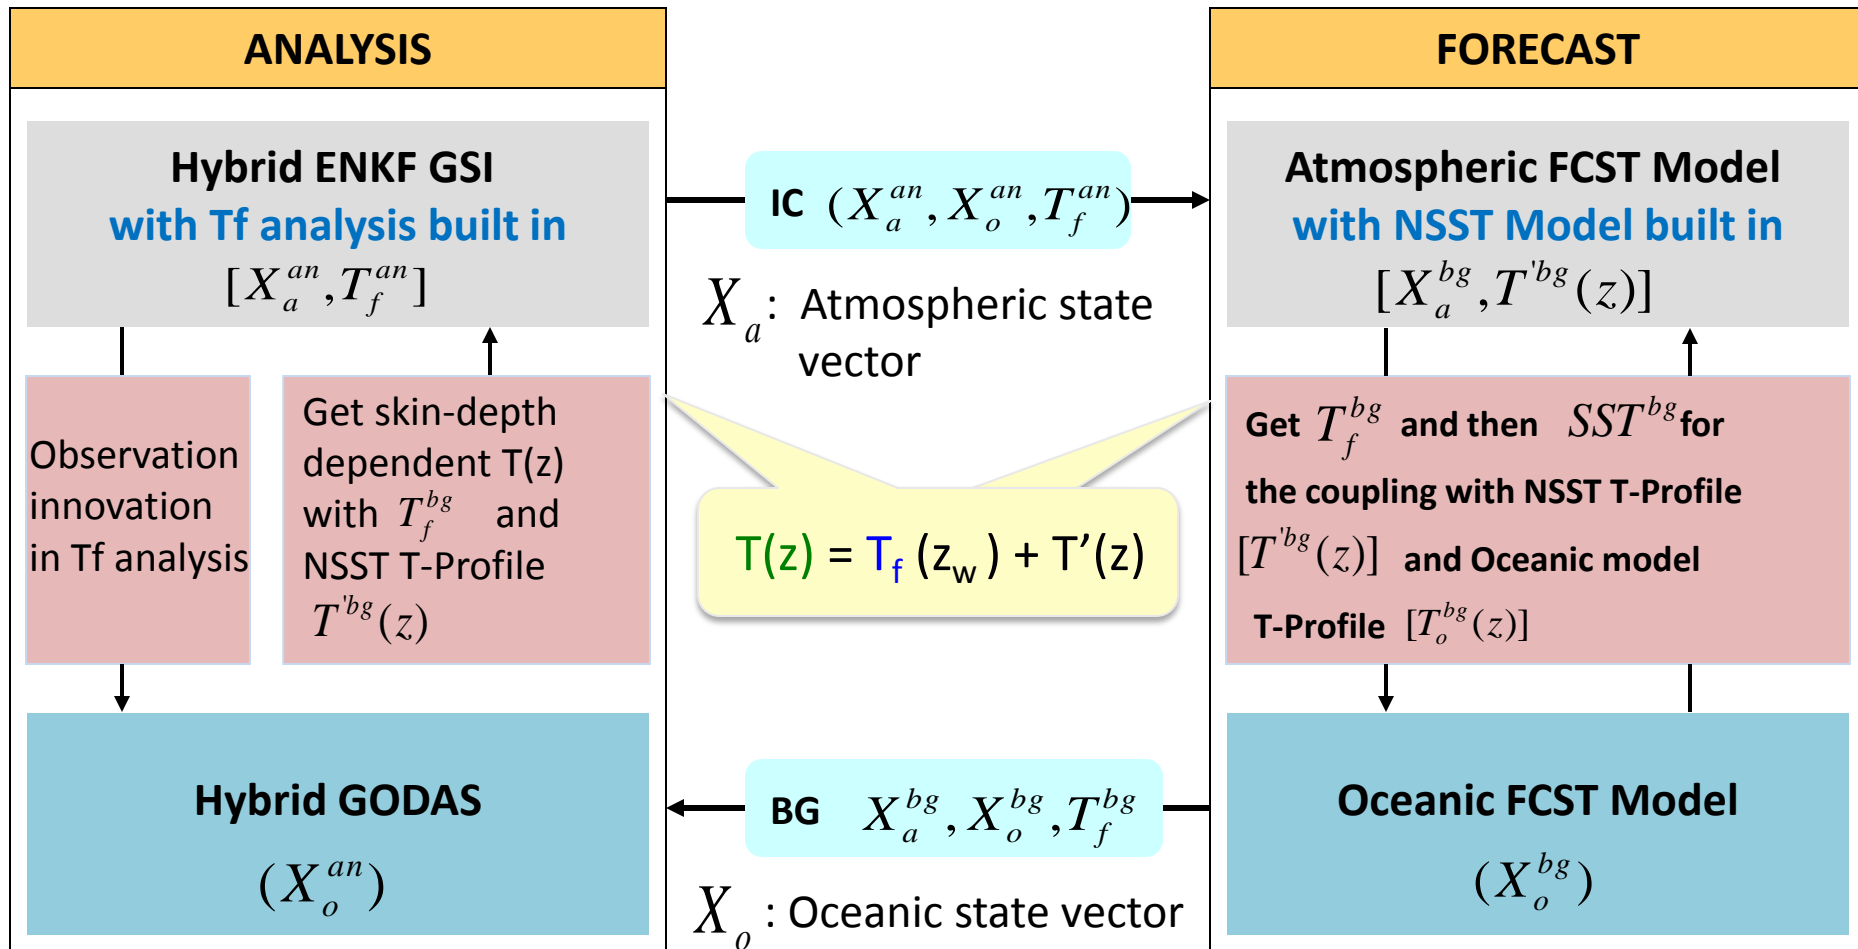 ANALYSIS
Hybrid ENKF GSI
with Tf analysis built in
[X_a^{an}, T_f^{an}]
Observation
innovation
in Tf analysis
Get skin-depth
dependent T(z)
with T_f^{bg} and
NSST T-Profile
T^{'bg}(z)
Hybrid GODAS
(X_o^{an})
IC (X_a^{an}, X_o^{an}, T_f^{an})
X_a : Atmospheric state
vector
T(z) = T_f (z_w) + T’(z)
BG X_a^{bg}, X_o^{bg}, T_f^{bg}
X_o : Oceanic state vector
FORECAST
Atmospheric FCST Model
with NSST Model built in
[X_a^{bg}, T^{'bg}(z)]
Get T_f^{bg} and then SST^{bg} for
the coupling with NSST T-Profile
[T^{'bg}(z)] and Oceanic model
T-Profile [T_o^{bg}(z)]
Oceanic FCST Model
(X_o^{bg})